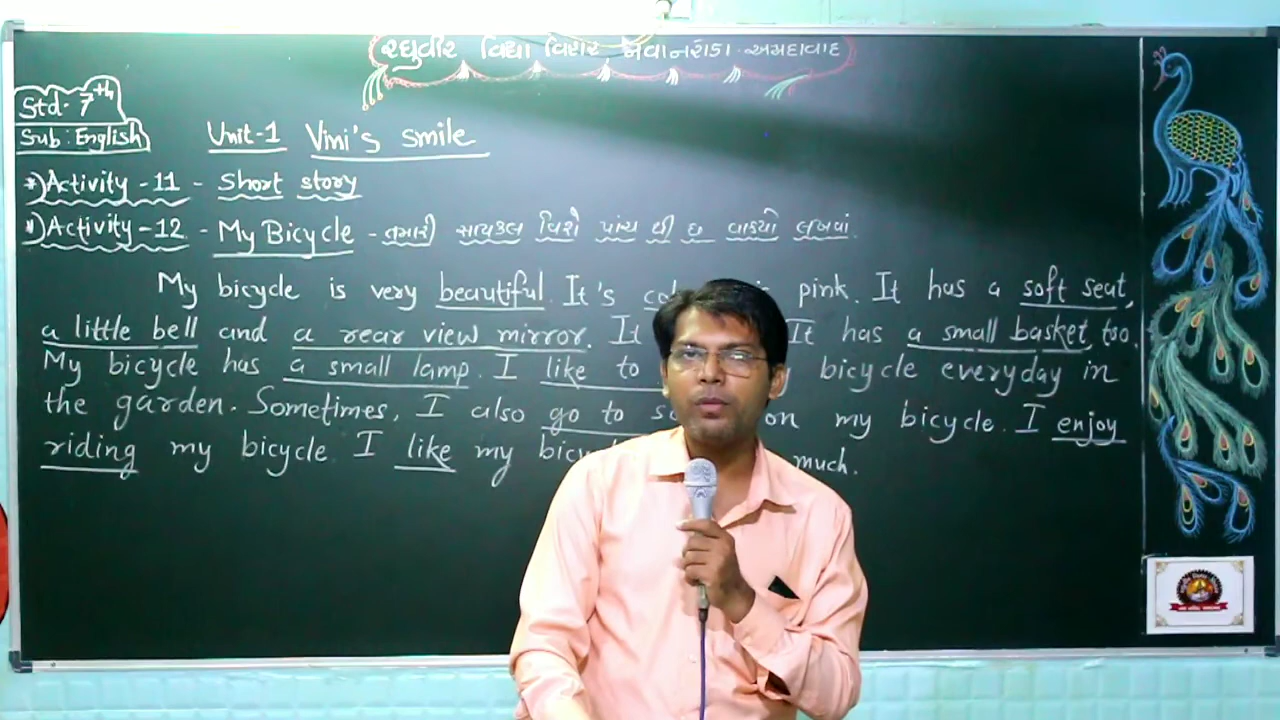 રઘુવીર વિદ્યા વિહાર નવાનરોડા - અમદાવાદ
Std: 7th
Sub: English
Unit-1 Vini's smile
*) Activity - 11 - Short story
*) Activity - 12 - My Bicycle - તમારી સાયકલ વિશે પાંચ થી છ વાક્યો લખવાં.
My bicycle is very beautiful. It's pink. It has a soft seat,
a little bell and a rear view mirror. It It has a small basket too.
My bicycle has a small lamp. I like to bicycle everyday in
the garden. Sometimes, I also go to on my bicycle. I enjoy
riding my bicycle. I like my much.